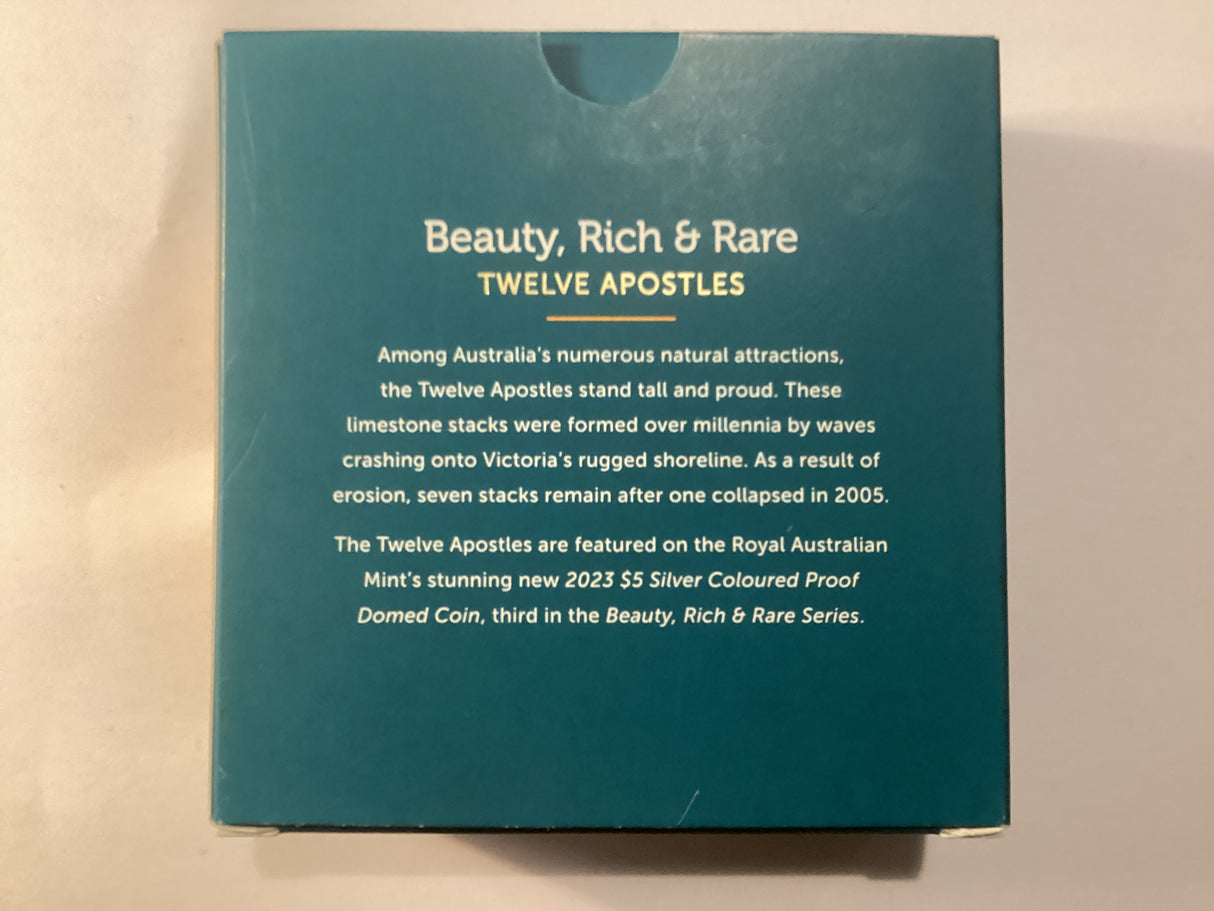 Beauty, Rich & Rare
TWELVE APOSTLES
Among Australia's numerous natural attractions,
the Twelve Apostles stand tall and proud. These
limestone stacks were formed over millennia by waves
crashing onto Victoria's rugged shoreline. As a result of
erosion, seven stacks remain after one collapsed in 2005.
The Twelve Apostles are featured on the Royal Australian
Mint's stunning new 2023 $5 Silver Coloured Proof
Domed Coin, third in the Beauty, Rich & Rare Series.